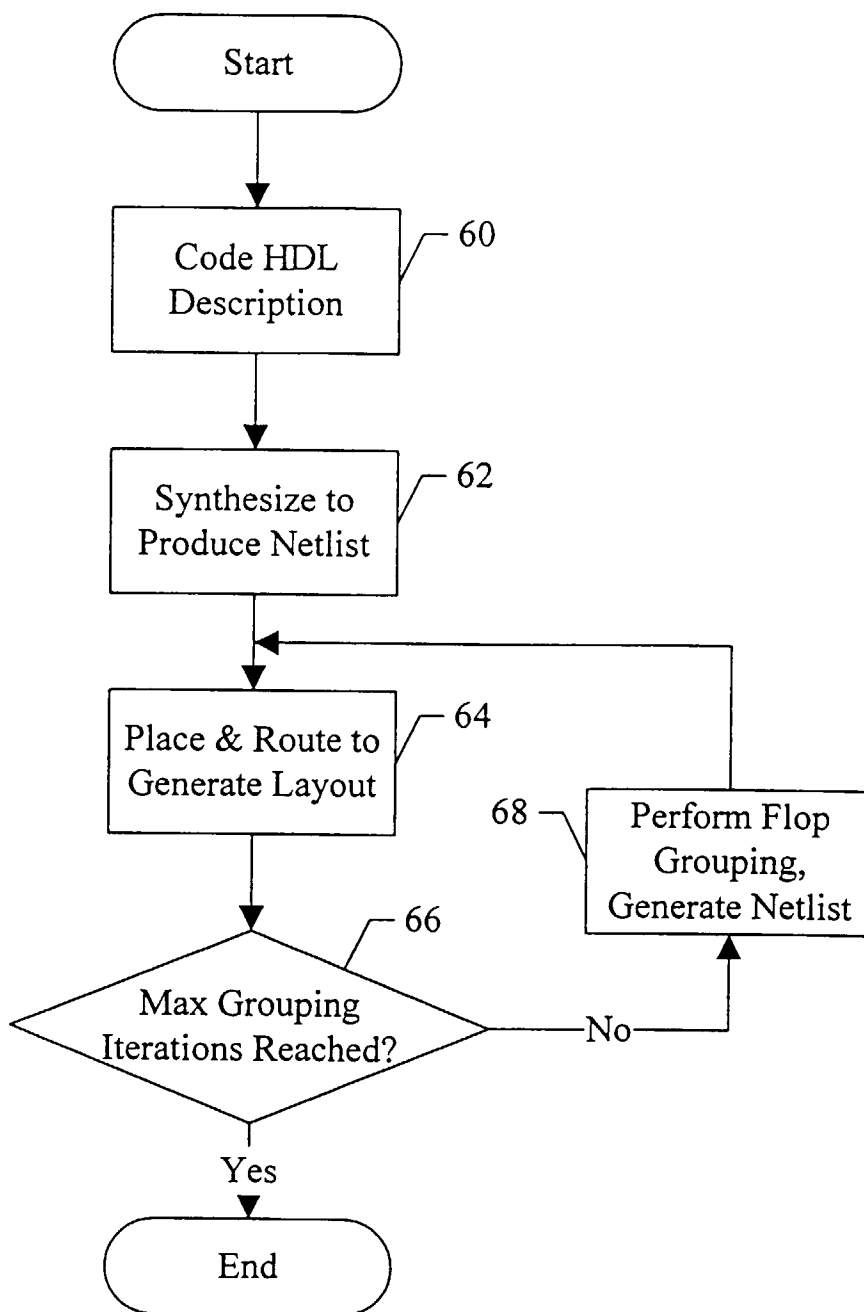 Start
Code HDL
Description
60
Synthesize to
Produce Netlist
62
Place & Route to
Generate Layout
64
68
Perform Flop
Grouping,
Generate Netlist
66
Max Grouping
Iterations Reached?
No
Yes
End